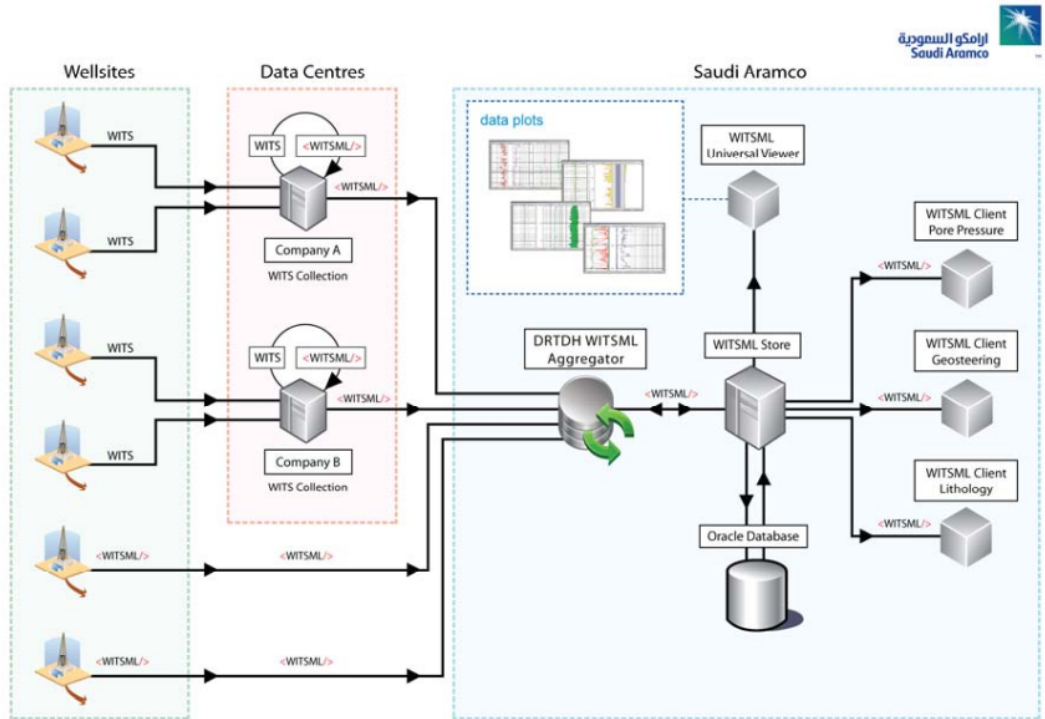 ارامكو السعودية
Saudi Aramco
Wellsites
Data Centres
Saudi Aramco
WITS
WITS
WITS
WITS
<WITSML/>
<WITSML/>
WITS
<WITSML/>
<WITSML/>
Company A
WITS Collection
WITS
<WITSML/>
<WITSML/>
Company B
WITS Collection
<WITSML/>
<WITSML/>
data plots
WITSML
Universal Viewer
DRTDH WITSML
Aggregator
<WITSML/>
WITSML Store
Oracle Database
WITSML Client
Pore Pressure
<WITSML/>
WITSML Client
Geosteering
<WITSML/>
WITSML Client
Lithology
<WITSML/>